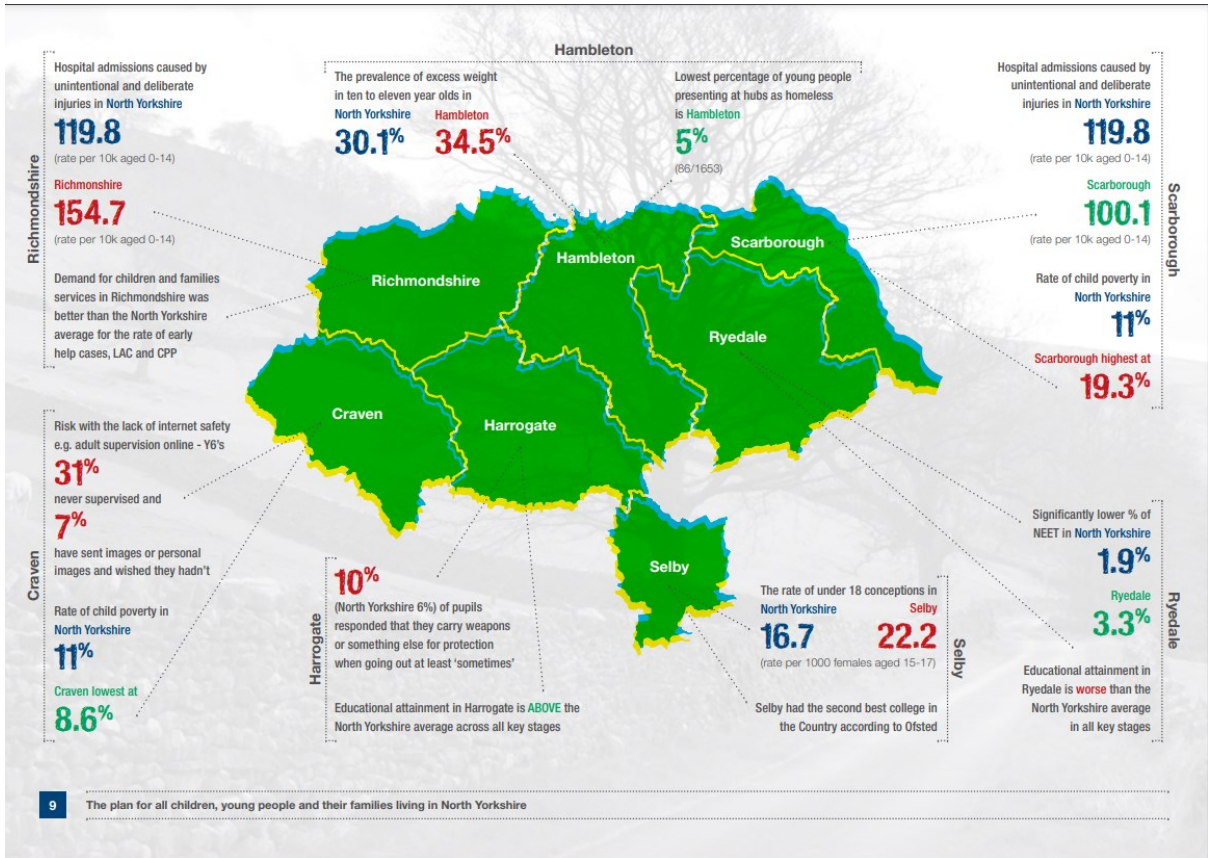 Hambleton
Richmondshire
Hospital admissions caused by
unintentional and deliberate
injuries in North Yorkshire
119.8
(rate per 10k aged 0-14)
Richmonshire
154.7
(rate per 10k aged 0-14)
Demand for children and families
services in Richmondshire was
better than the North Yorkshire
average for the rate of early
help cases, LAC and CPP
The prevalence of excess weight
in ten to eleven year olds in
North Yorkshire Hambleton
30.1% 34.5%
Lowest percentage of young people
presenting at hubs as homeless
is Hambleton
5%
(86/1653)
Scarborough
Hospital admissions caused by
unintentional and deliberate
injuries in North Yorkshire
119.8
(rate per 10k aged 0-14)
Scarborough
100.1
(rate per 10k aged 0-14)
Rate of child poverty in
North Yorkshire
11%
Scarborough highest at
19.3%
Scarborough
Hambleton
Richmondshire
Ryedale
Craven
Harrogate
Selby
Craven
Risk with the lack of internet safety
e.g. adult supervision online - Y6's
31%
never supervised and
7%
have sent images or personal
images and wished they hadn't
Rate of child poverty in
North Yorkshire
11%
Craven lowest at
8.6%
Harrogate
10%
(North Yorkshire 6%) of pupils
responded that they carry weapons
or something else for protection
when going out at least 'sometimes'
Educational attainment in Harrogate is ABOVE the
North Yorkshire average across all key stages
Selby
The rate of under 18 conceptions in
North Yorkshire Selby
16.7 22.2
(rate per 1000 females aged 15-17)
Selby had the second best college in
the Country according to Ofsted
Ryedale
Significantly lower % of
NEET in North Yorkshire
1.9%
Ryedale
3.3%
Educational attainment in
Ryedale is worse than the
North Yorkshire average
in all key stages
9 The plan for all children, young people and their families living in North Yorkshire